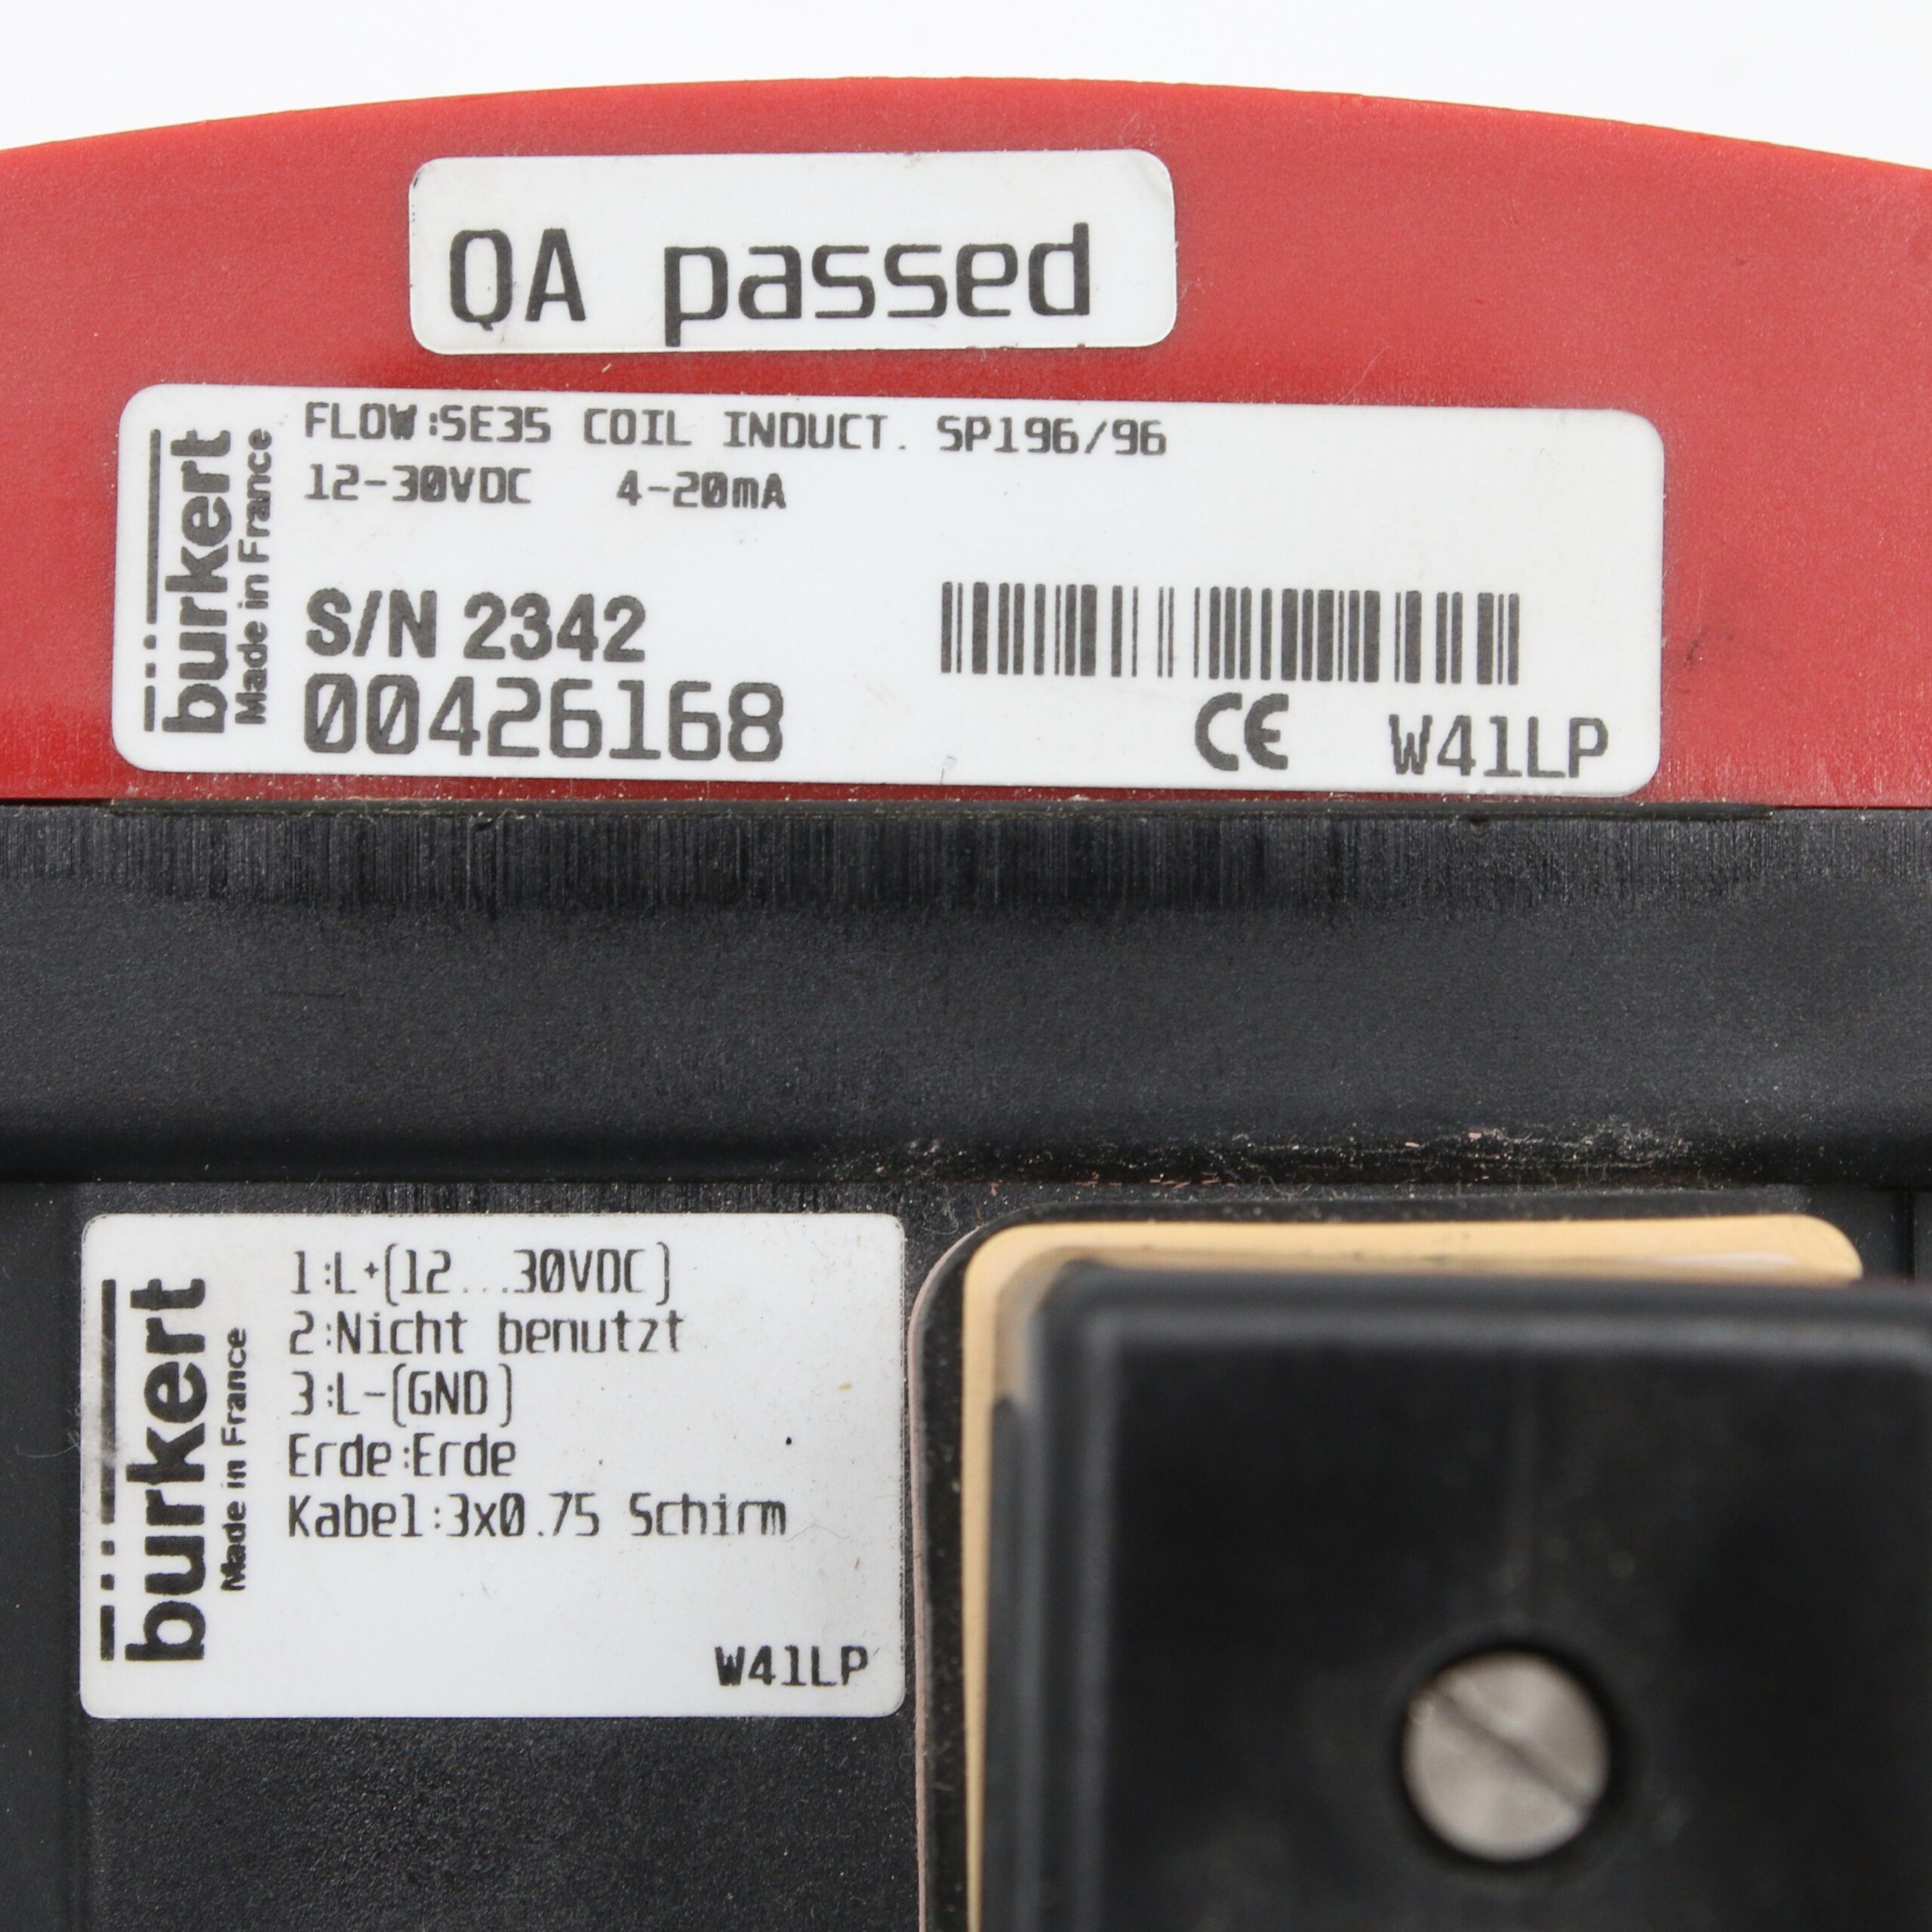 QA passed
bürkert
Made in France
FLOW:SE35 COIL INDUCT. SP196/96
12-30VDC 4-20mA
S/N 2342
00426168
CE W41LP
bürkert
Made in France
1:L+(12...30VDC)
2:Nicht benutzt
3:L-(GND)
Erde:Erde
Kabel:3x0.75 Schirm
W41LP